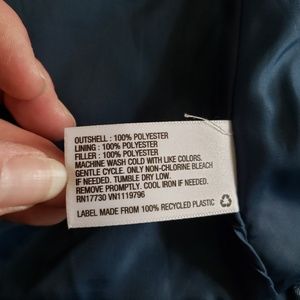 OUTSHELL : 100% POLYESTER
LINING : 100% POLYESTER
FILLER : 100% POLYESTER
MACHINE WASH COLD WITH LIKE COLORS.
GENTLE CYCLE. ONLY NON-CHLORINE BLEACH
IF NEEDED. TUMBLE DRY LOW.
REMOVE PROMPTLY. COOL IRON IF NEEDED.
RN17730 VN1119796
LABEL MADE FROM 100% RECYCLED PLASTIC